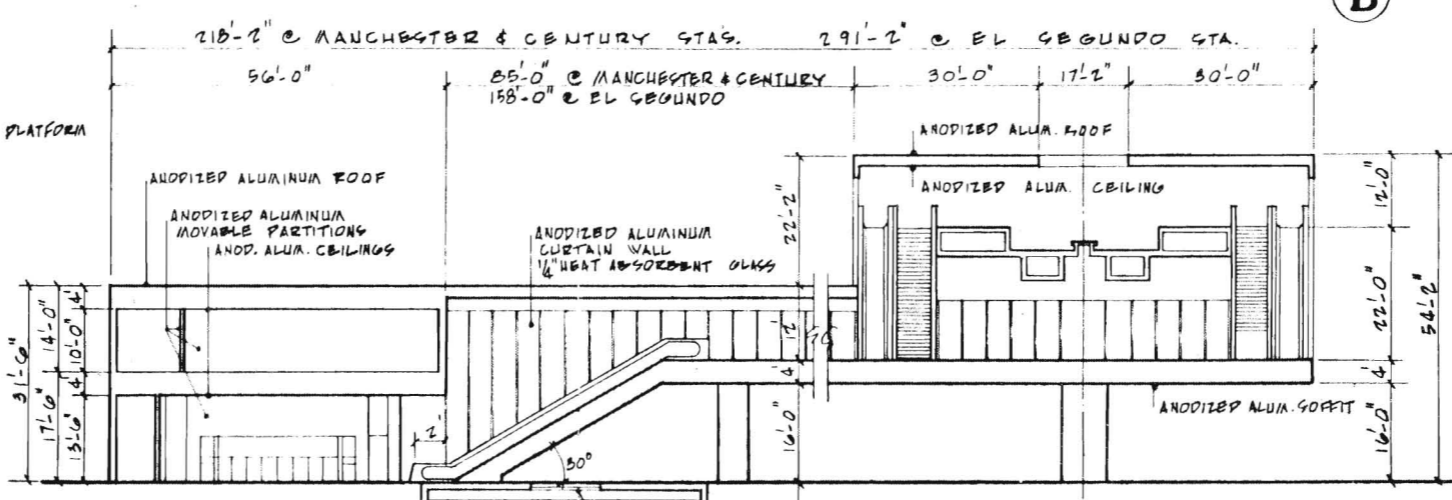 B
218'-2" @ MANCHESTER & CENTURY STAS.
291'-2" @ EL SEGUNDO STA.
56'-0"
85'-0" @ MANCHESTER & CENTURY
158'-0" @ EL SEGUNDO
30'-0"
17'-2"
30'-0"
PLATFORM
ANODIZED ALUM. ROOF
ANODIZED ALUM. CEILING
ANODIZED ALUMINUM ROOF
ANODIZED ALUMINUM
MOVABLE PARTITIONS
ANOD. ALUM. CEILINGS
ANODIZED ALUMINUM
CURTAIN WALL
1/4" HEAT ABSORBENT GLASS
22'-2"
12'
4'
16'-0"
12'-0"
22'-0"
4'
16'-0"
54'-2"
31'-6"
14'-0"
17'-6"
4'
10'-0"
4'
13'-6"
2'
30°
ANODIZED ALUM. SOFFIT